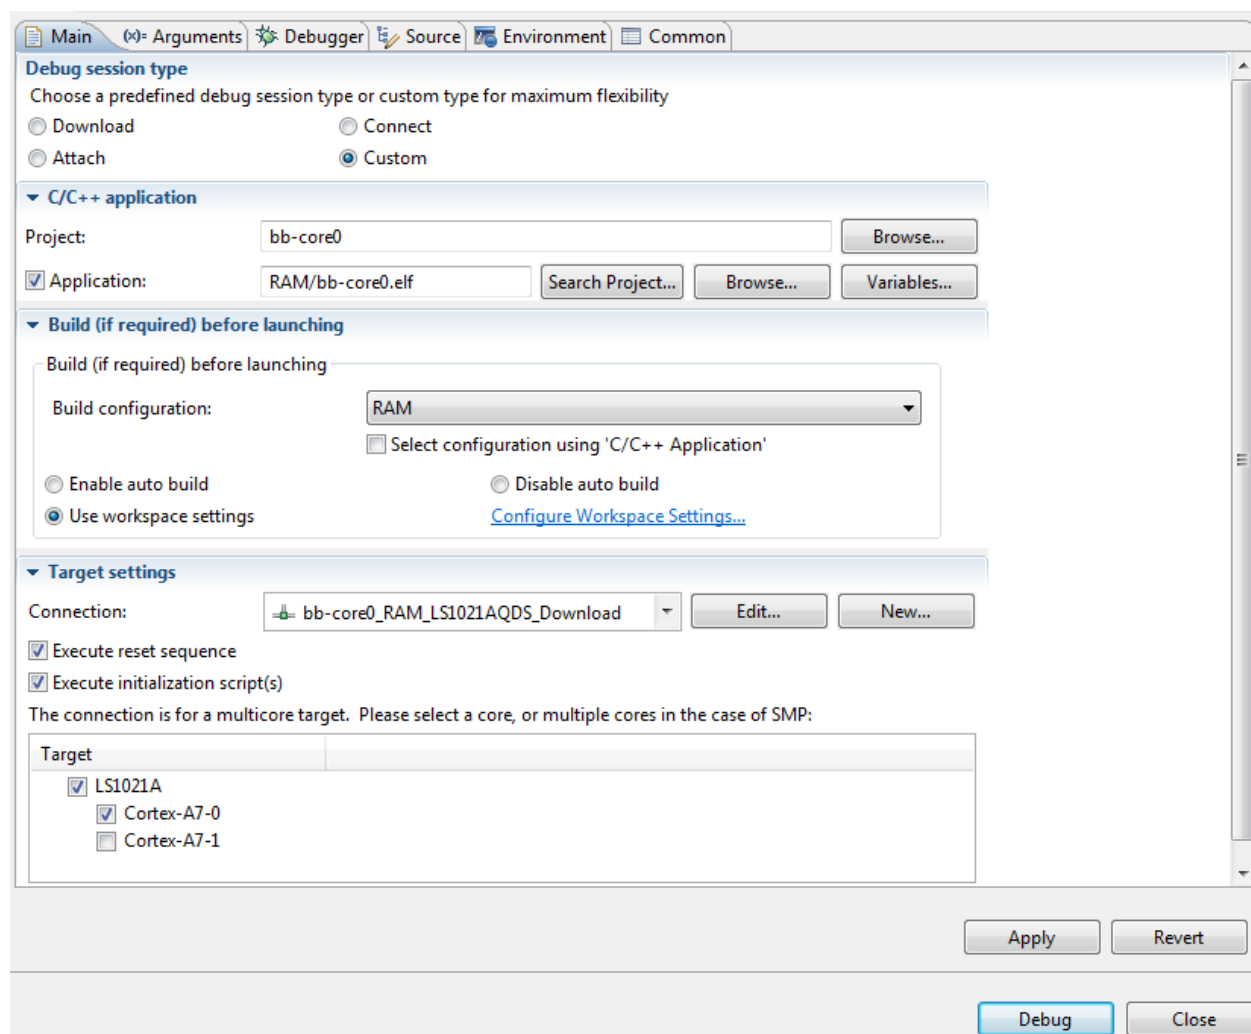 Main (x)= Arguments Debugger Source Environment Common
Debug session type
Choose a predefined debug session type or custom type for maximum flexibility
Download Connect
Attach Custom
C/C++ application
Project: bb-core0 Browse...
Application: RAM/bb-core0.elf Search Project... Browse... Variables...
Build (if required) before launching
Build (if required) before launching
Build configuration: RAM
Select configuration using 'C/C++ Application'
Enable auto build Disable auto build
Use workspace settings Configure Workspace Settings...
Target settings
Connection: bb-core0_RAM_LS1021AQDS_Download Edit... New...
Execute reset sequence
Execute initialization script(s)
The connection is for a multicore target. Please select a core, or multiple cores in the case of SMP:
Target
LS1021A
Cortex-A7-0
Cortex-A7-1
Apply Revert
Debug Close